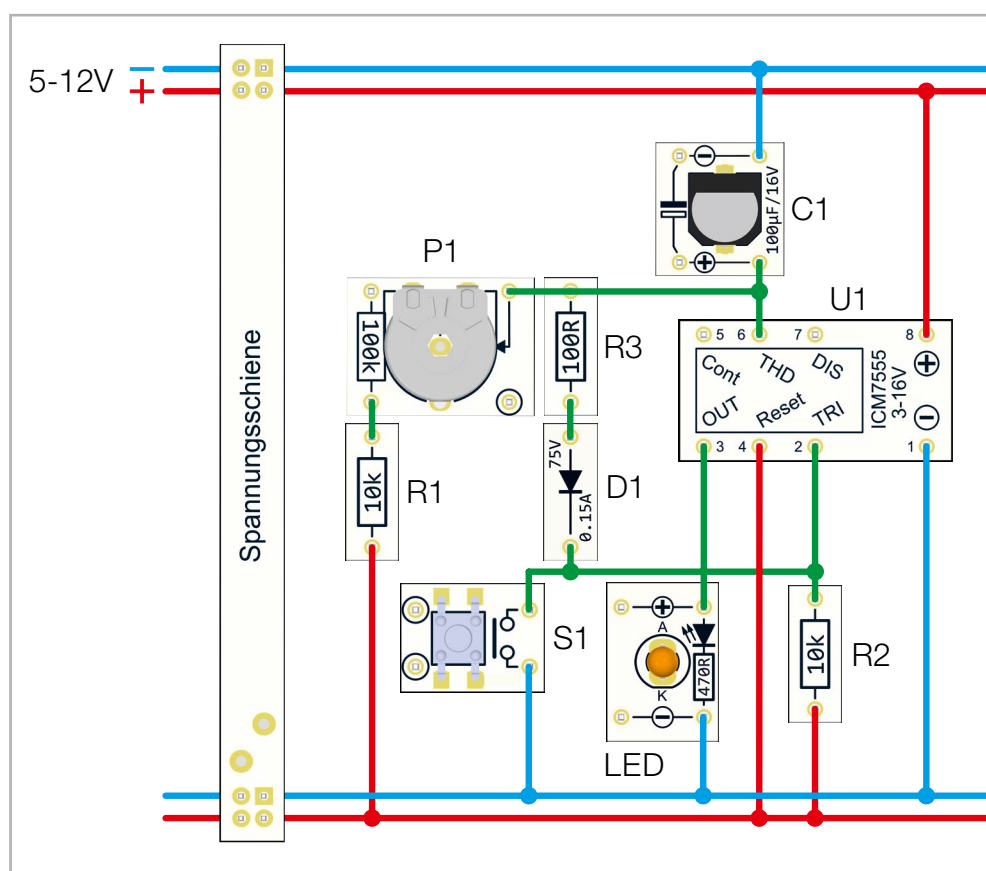 5-12V
− +
Spannungsschiene
C1
100µF/16V
− +
P1
100k
R3
100R
U1
5 6 7 8
Cont THD DIS
OUT Reset TRI
ICM7555
3-16V
+ −
3 4 2 1
R1
10k
D1
75V
0.15A
S1
LED
+ A
470R
K −
R2
10k